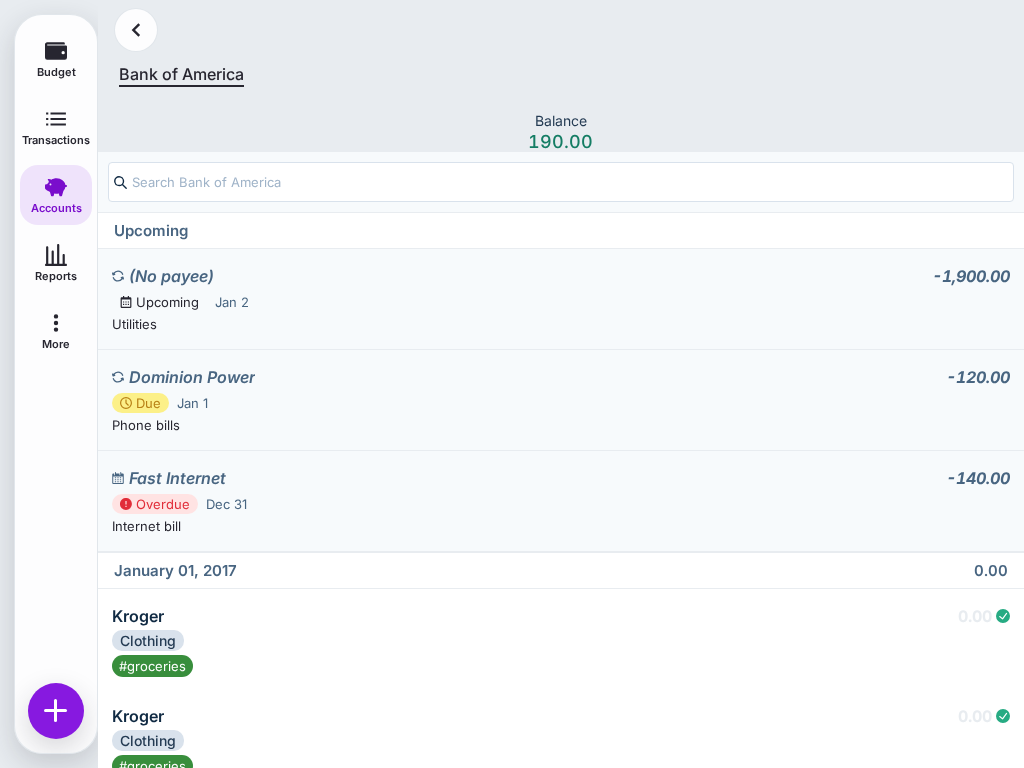 Budget
Transactions
Accounts
Reports
More
Bank of America
Balance
190.00
Search Bank of America
Upcoming
(No payee) -1,900.00
Upcoming Jan 2
Utilities
Dominion Power -120.00
Due Jan 1
Phone bills
Fast Internet -140.00
Overdue Dec 31
Internet bill
January 01, 2017 0.00
Kroger 0.00
Clothing
#groceries
Kroger 0.00
Clothing
#groceries